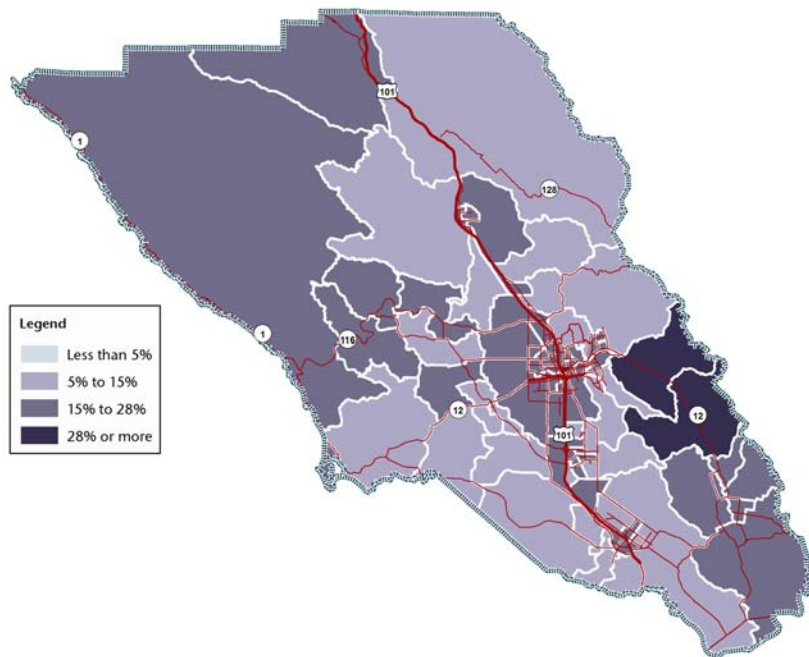 101
1
128
1
116
12
12
101
Legend
Less than 5%
5% to 15%
15% to 28%
28% or more